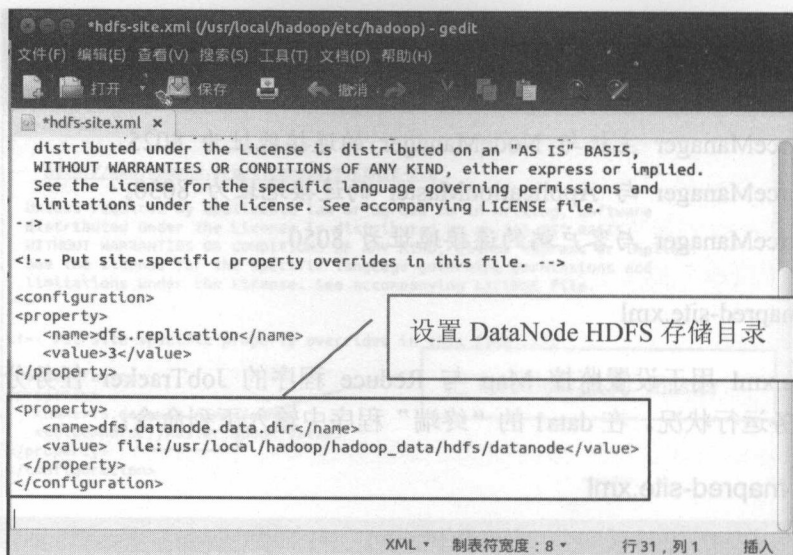 *hdfs-site.xml (/usr/local/hadoop/etc/hadoop) - gedit
文件(F) 编辑(E) 查看(V) 搜索(S) 工具(T) 文档(D) 帮助(H)
打开 保存 撤消
*hdfs-site.xml ×
distributed under the License is distributed on an "AS IS" BASIS,
WITHOUT WARRANTIES OR CONDITIONS OF ANY KIND, either express or implied.
See the License for the specific language governing permissions and
limitations under the License. See accompanying LICENSE file.
-->
<!-- Put site-specific property overrides in this file. -->
<configuration>
<property>
<name>dfs.replication</name>
<value>3</value>
</property>
设置 DataNode HDFS 存储目录
<property>
<name>dfs.datanode.data.dir</name>
<value> file:/usr/local/hadoop/hadoop_data/hdfs/datanode</value>
</property>
</configuration>
XML 制表符宽度：8 行 31，列 1 插入